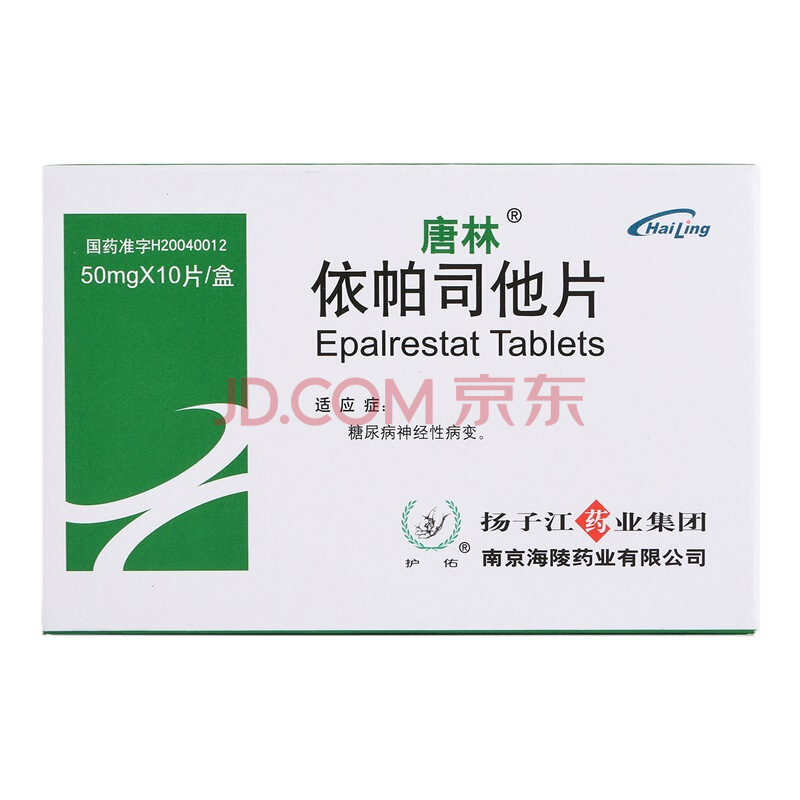 国药准字H20040012
50mgX10片/盒
唐林®
HaiLing
依帕司他片
Epalrestat Tablets
JD.COM 京东
适应症：
糖尿病神经性病变。
护佑®
扬子江药业集团
南京海陵药业有限公司